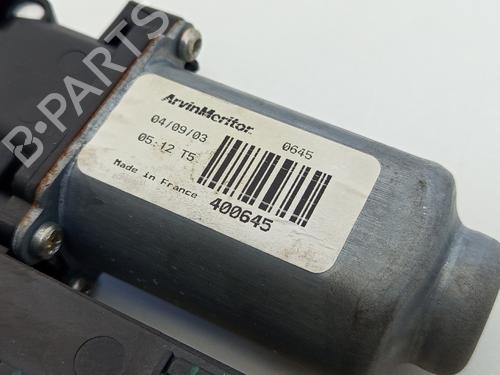 ArvinMeritor
04/09/03 0645
05:12 T5
Made in France
400645
B-PARTS